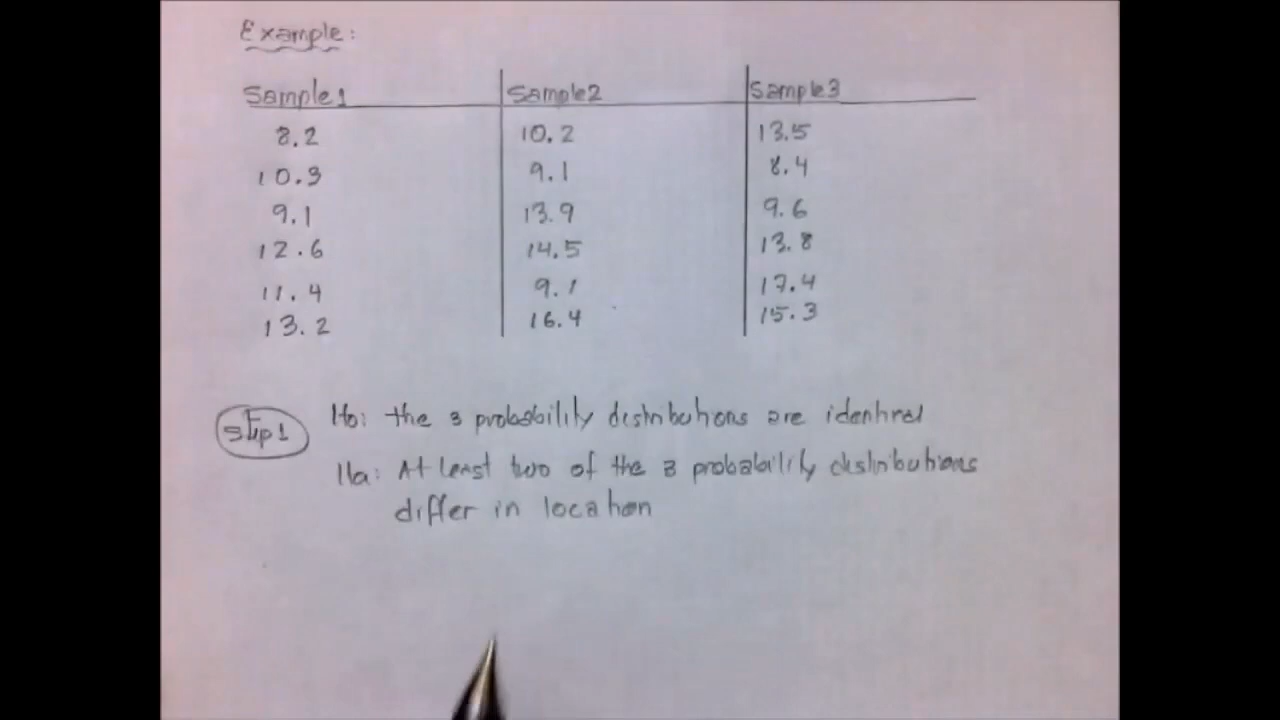 Example:
Sample1 Sample2 Sample3
8.2 10.2 13.5
10.3 9.1 8.4
9.1 13.9 9.6
12.6 14.5 13.8
11.4 9.1 17.4
13.2 16.4 15.3
Step1 Ho: the 3 probability distributions are identical
Ha: At least two of the 3 probability distributions
differ in location